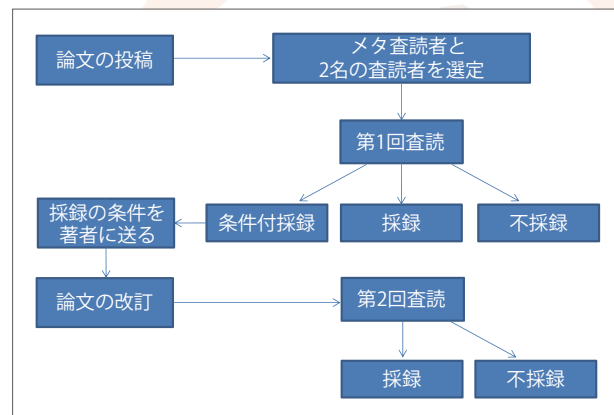 論文の投稿
メタ査読者と
2名の査読者を選定
第1回査読
採録の条件を
著者に送る
条件付採録
採録
不採録
論文の改訂
第2回査読
採録
不採録